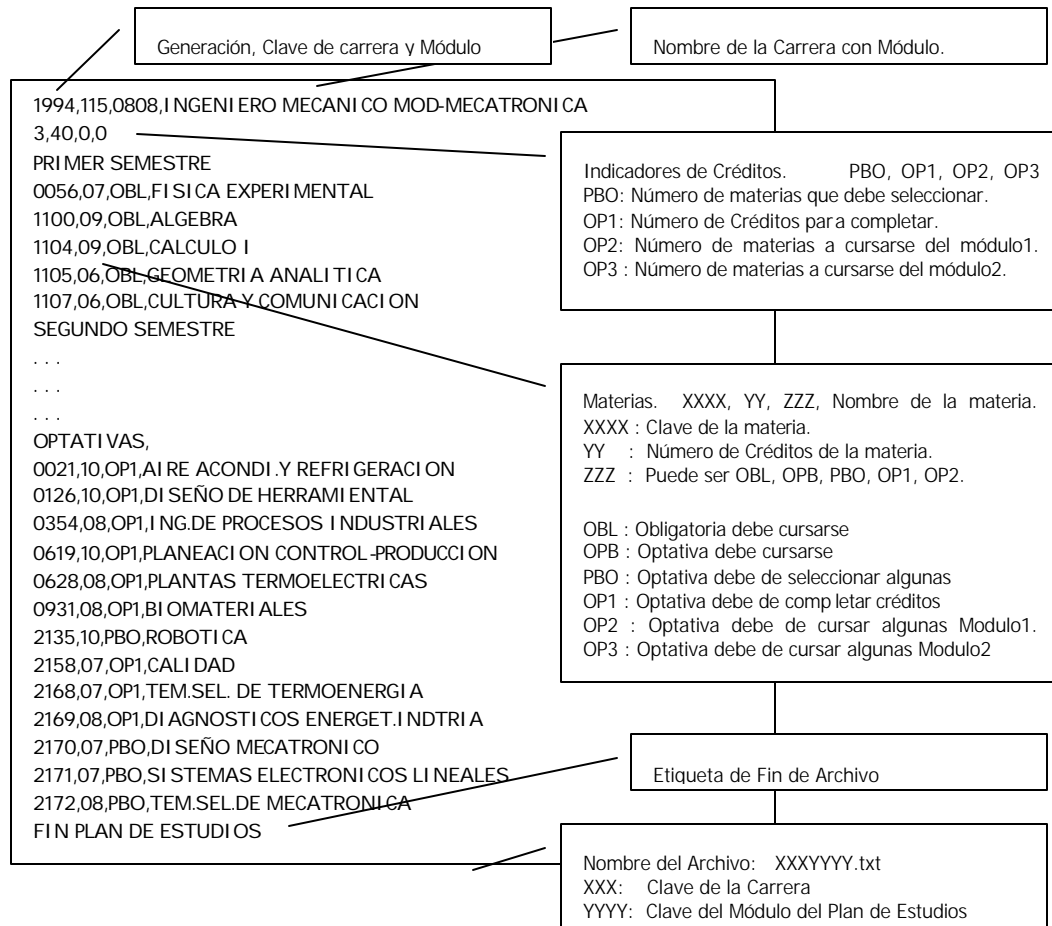 Generación, Clave de carrera y Módulo
Nombre de la Carrera con Módulo.
1994,115,0808,INGENIERO MECANICO MOD-MECATRONICA
3,40,0,0
PRIMER SEMESTRE
0056,07,OBL,FISICA EXPERIMENTAL
1100,09,OBL,ALGEBRA
1104,09,OBL,CALCULO I
1105,06,OBL,GEOMETRIA ANALITICA
1107,06,OBL,CULTURA Y COMUNICACION
SEGUNDO SEMESTRE
. . .
. . .
. . .
OPTATIVAS,
0021,10,OP1,AIRE ACONDI.Y REFRIGERACION
0126,10,OP1,DISEÑO DE HERRAMIENTAL
0354,08,OP1,ING.DE PROCESOS INDUSTRIALES
0619,10,OP1,PLANEACION CONTROL-PRODUCCION
0628,08,OP1,PLANTAS TERMOELECTRICAS
0931,08,OP1,BIOMATERIALES
2135,10,PBO,ROBOTICA
2158,07,OP1,CALIDAD
2168,07,OP1,TEM.SEL. DE TERMOENERGIA
2169,08,OP1,DIAGNOSTICOS ENERGET.INDTRIA
2170,07,PBO,DISEÑO MECATRONICO
2171,07,PBO,SISTEMAS ELECTRONICOS LINEALES
2172,08,PBO,TEM.SEL.DE MECATRONICA
FIN PLAN DE ESTUDIOS
Indicadores de Créditos. PBO, OP1, OP2, OP3
PBO: Número de materias que debe seleccionar.
OP1: Número de Créditos para completar.
OP2: Número de materias a cursarse del módulo1.
OP3 : Número de materias a cursarse del módulo2.
Materias. XXXX, YY, ZZZ, Nombre de la materia.
XXXX : Clave de la materia.
YY : Número de Créditos de la materia.
ZZZ : Puede ser OBL, OPB, PBO, OP1, OP2.
OBL : Obligatoria debe cursarse
OPB : Optativa debe cursarse
PBO : Optativa debe de seleccionar algunas
OP1 : Optativa debe de completar créditos
OP2 : Optativa debe de cursar algunas Modulo1.
OP3 : Optativa debe de cursar algunas Modulo2
Etiqueta de Fin de Archivo
Nombre del Archivo: XXXYYYY.txt
XXX: Clave de la Carrera
YYYY: Clave del Módulo del Plan de Estudios